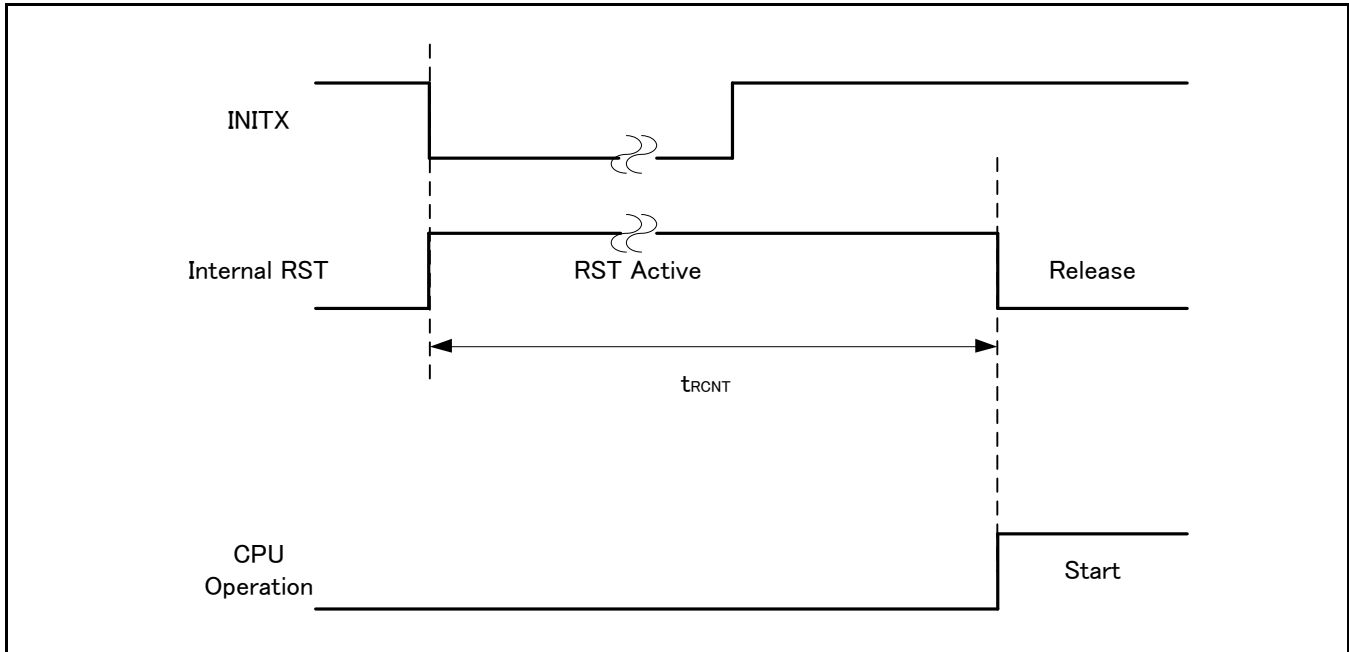 INITX
Internal RST
RST Active
Release
tRCNT
CPU
Operation
Start